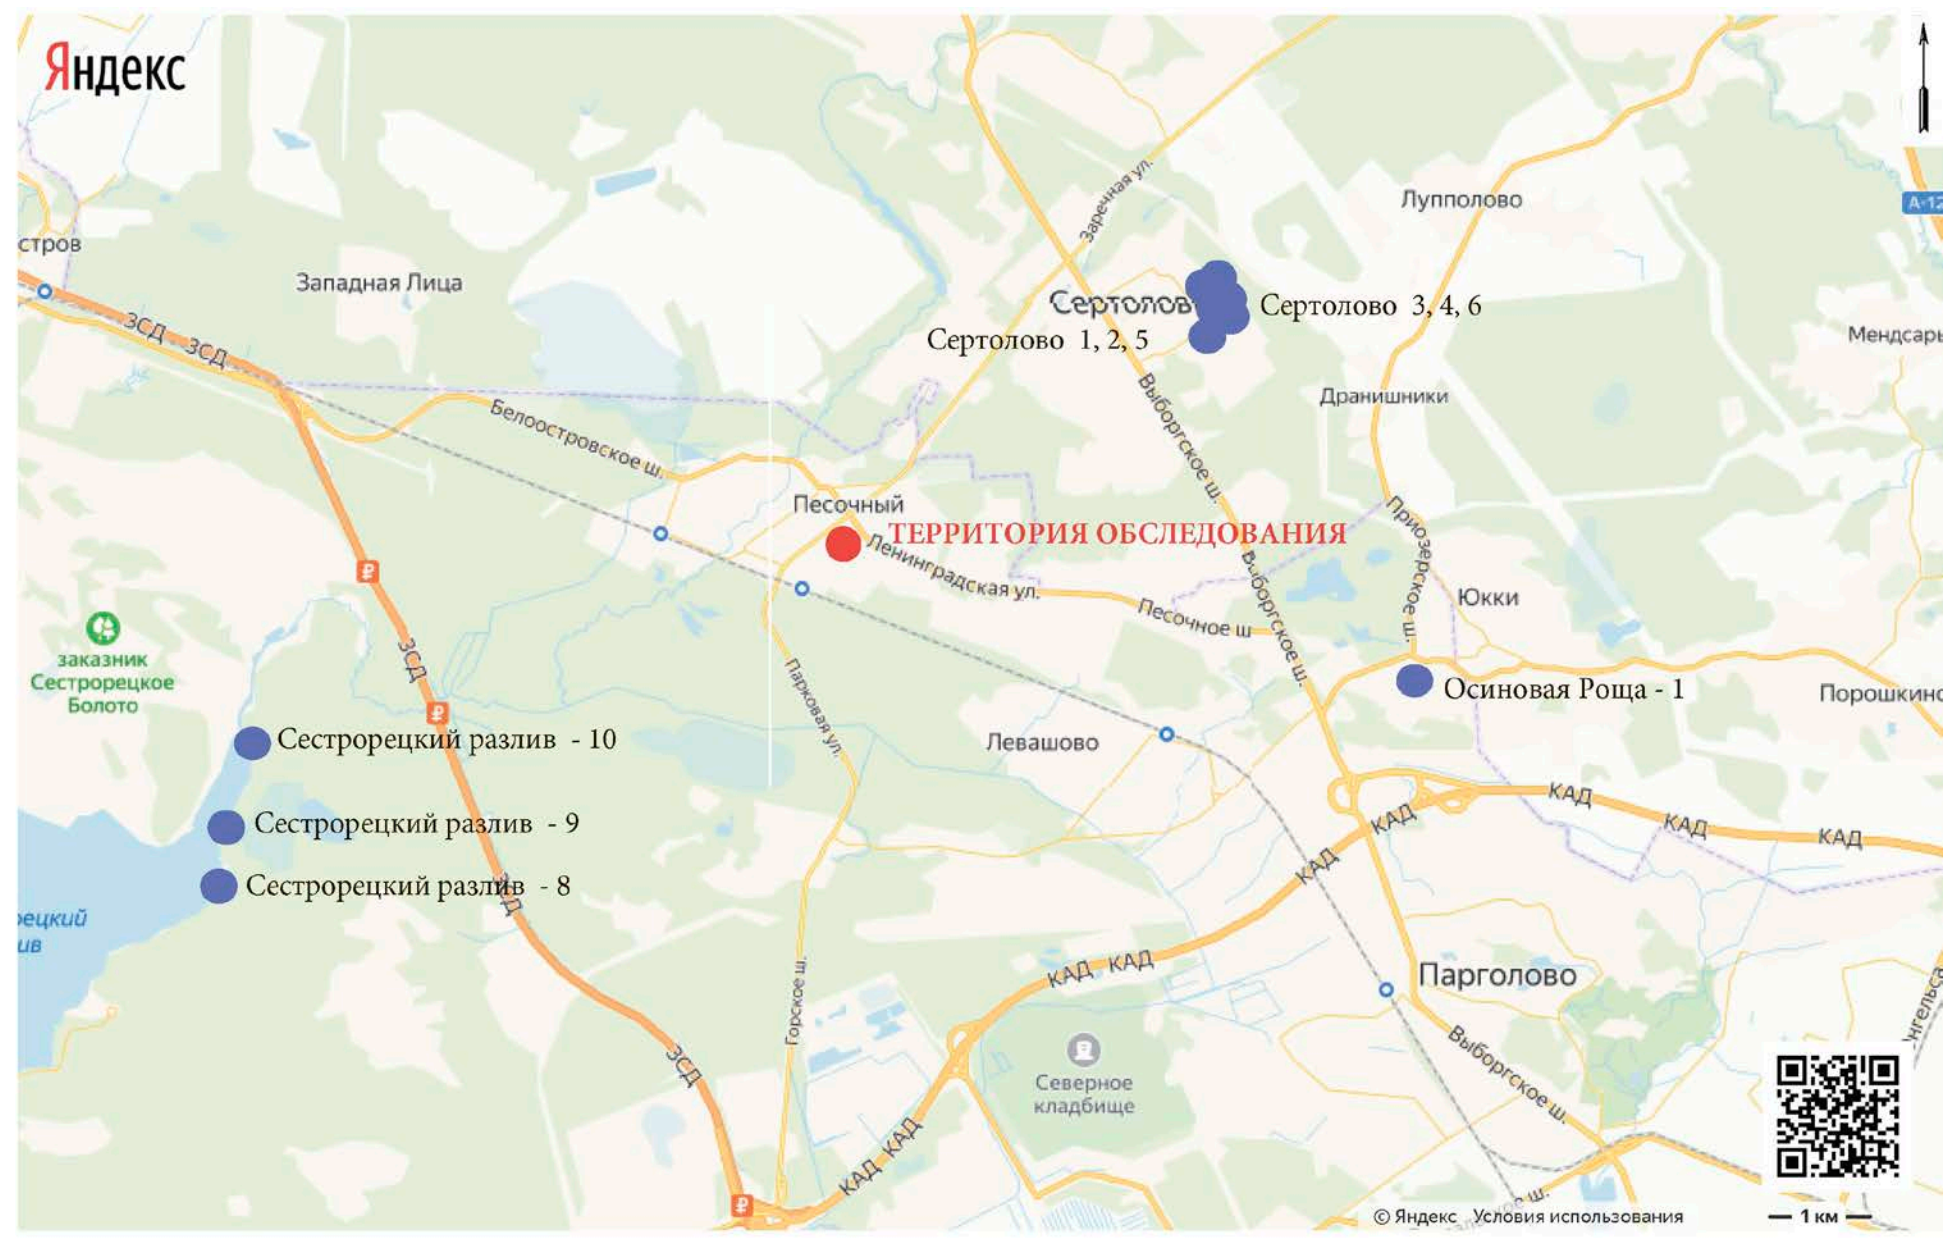 Яндекс
Заречная ул.
Лупполово
А-12
стров
Западная Лица
Сертолов
Сертолово 3, 4, 6
ЗСД
ЗСД
Сертолово 1, 2, 5
Мендсары
Дранишники
Белоостровское ш.
Выборгское ш.
Песочный
ТЕРРИТОРИЯ ОБСЛЕДОВАНИЯ
Ленинградская ул.
Приозерское ш.
Выборгское ш.
Песочное ш
Юкки
заказник
Сестрорецкое
Болото
ЗСД
Осиновая Роща - 1
Порошкино
Парковая ул.
Сестрорецкий разлив - 10
Левашово
КАД
КАД
КАД
КАД
Сестрорецкий разлив - 9
КАД
Сестрорецкий разлив - 8
ЗСД
рецкий
ив
КАД
КАД
Парголово
Горское ш.
Выборгское ш.
ЗСД
Северное
кладбище
КАД
КАД
ш.
© Яндекс Условия использования
1 км